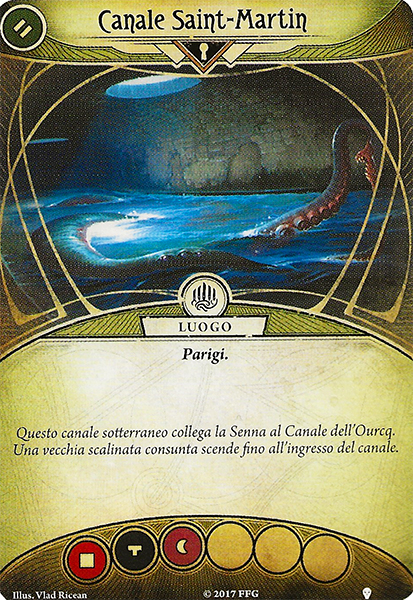 Canale Saint-Martin
LUOGO
Parigi.
Questo canale sotterraneo collega la Senna al Canale dell'Ourcq.
Una vecchia scalinata consunta scende fino all'ingresso del canale.
Illus. Vlad Ricean
© 2017 FFG